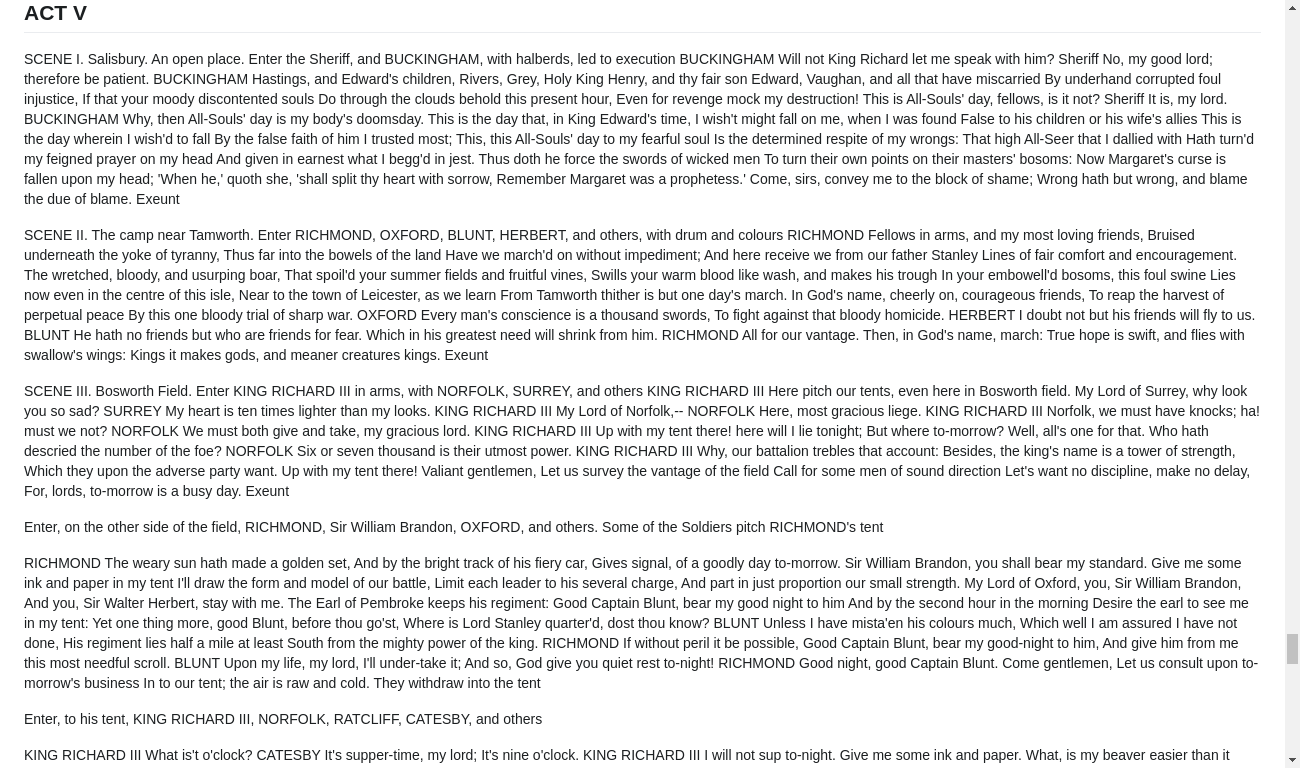 ACT V
SCENE I. Salisbury. An open place. Enter the Sheriff, and BUCKINGHAM, with halberds, led to execution BUCKINGHAM Will not King Richard let me speak with him? Sheriff No, my good lord;
therefore be patient. BUCKINGHAM Hastings, and Edward's children, Rivers, Grey, Holy King Henry, and thy fair son Edward, Vaughan, and all that have miscarried By underhand corrupted foul
injustice, If that your moody discontented souls Do through the clouds behold this present hour, Even for revenge mock my destruction! This is All-Souls' day, fellows, is it not? Sheriff It is, my lord.
BUCKINGHAM Why, then All-Souls' day is my body's doomsday. This is the day that, in King Edward's time, I wish't might fall on me, when I was found False to his children or his wife's allies This is
the day wherein I wish'd to fall By the false faith of him I trusted most; This, this All-Souls' day to my fearful soul Is the determined respite of my wrongs: That high All-Seer that I dallied with Hath turn'd
my feigned prayer on my head And given in earnest what I begg'd in jest. Thus doth he force the swords of wicked men To turn their own points on their masters' bosoms: Now Margaret's curse is
fallen upon my head; 'When he,' quoth she, 'shall split thy heart with sorrow, Remember Margaret was a prophetess.' Come, sirs, convey me to the block of shame; Wrong hath but wrong, and blame
the due of blame. Exeunt
SCENE II. The camp near Tamworth. Enter RICHMOND, OXFORD, BLUNT, HERBERT, and others, with drum and colours RICHMOND Fellows in arms, and my most loving friends, Bruised
underneath the yoke of tyranny, Thus far into the bowels of the land Have we march'd on without impediment; And here receive we from our father Stanley Lines of fair comfort and encouragement.
The wretched, bloody, and usurping boar, That spoil'd your summer fields and fruitful vines, Swills your warm blood like wash, and makes his trough In your embowell'd bosoms, this foul swine Lies
now even in the centre of this isle, Near to the town of Leicester, as we learn From Tamworth thither is but one day's march. In God's name, cheerly on, courageous friends, To reap the harvest of
perpetual peace By this one bloody trial of sharp war. OXFORD Every man's conscience is a thousand swords, To fight against that bloody homicide. HERBERT I doubt not but his friends will fly to us.
BLUNT He hath no friends but who are friends for fear. Which in his greatest need will shrink from him. RICHMOND All for our vantage. Then, in God's name, march: True hope is swift, and flies with
swallow's wings: Kings it makes gods, and meaner creatures kings. Exeunt
SCENE III. Bosworth Field. Enter KING RICHARD III in arms, with NORFOLK, SURREY, and others KING RICHARD III Here pitch our tents, even here in Bosworth field. My Lord of Surrey, why look
you so sad? SURREY My heart is ten times lighter than my looks. KING RICHARD III My Lord of Norfolk,-- NORFOLK Here, most gracious liege. KING RICHARD III Norfolk, we must have knocks; ha!
must we not? NORFOLK We must both give and take, my gracious lord. KING RICHARD III Up with my tent there! here will I lie tonight; But where to-morrow? Well, all's one for that. Who hath
descried the number of the foe? NORFOLK Six or seven thousand is their utmost power. KING RICHARD III Why, our battalion trebles that account: Besides, the king's name is a tower of strength,
Which they upon the adverse party want. Up with my tent there! Valiant gentlemen, Let us survey the vantage of the field Call for some men of sound direction Let's want no discipline, make no delay,
For, lords, to-morrow is a busy day. Exeunt
Enter, on the other side of the field, RICHMOND, Sir William Brandon, OXFORD, and others. Some of the Soldiers pitch RICHMOND's tent
RICHMOND The weary sun hath made a golden set, And by the bright track of his fiery car, Gives signal, of a goodly day to-morrow. Sir William Brandon, you shall bear my standard. Give me some
ink and paper in my tent I'll draw the form and model of our battle, Limit each leader to his several charge, And part in just proportion our small strength. My Lord of Oxford, you, Sir William Brandon,
And you, Sir Walter Herbert, stay with me. The Earl of Pembroke keeps his regiment: Good Captain Blunt, bear my good night to him And by the second hour in the morning Desire the earl to see me
in my tent: Yet one thing more, good Blunt, before thou go'st, Where is Lord Stanley quarter'd, dost thou know? BLUNT Unless I have mista'en his colours much, Which well I am assured I have not
done, His regiment lies half a mile at least South from the mighty power of the king. RICHMOND If without peril it be possible, Good Captain Blunt, bear my good-night to him, And give him from me
this most needful scroll. BLUNT Upon my life, my lord, I'll under-take it; And so, God give you quiet rest to-night! RICHMOND Good night, good Captain Blunt. Come gentlemen, Let us consult upon to-
morrow's business In to our tent; the air is raw and cold. They withdraw into the tent
Enter, to his tent, KING RICHARD III, NORFOLK, RATCLIFF, CATESBY, and others
KING RICHARD III What is't o'clock? CATESBY It's supper-time, my lord; It's nine o'clock. KING RICHARD III I will not sup to-night. Give me some ink and paper. What, is my beaver easier than it